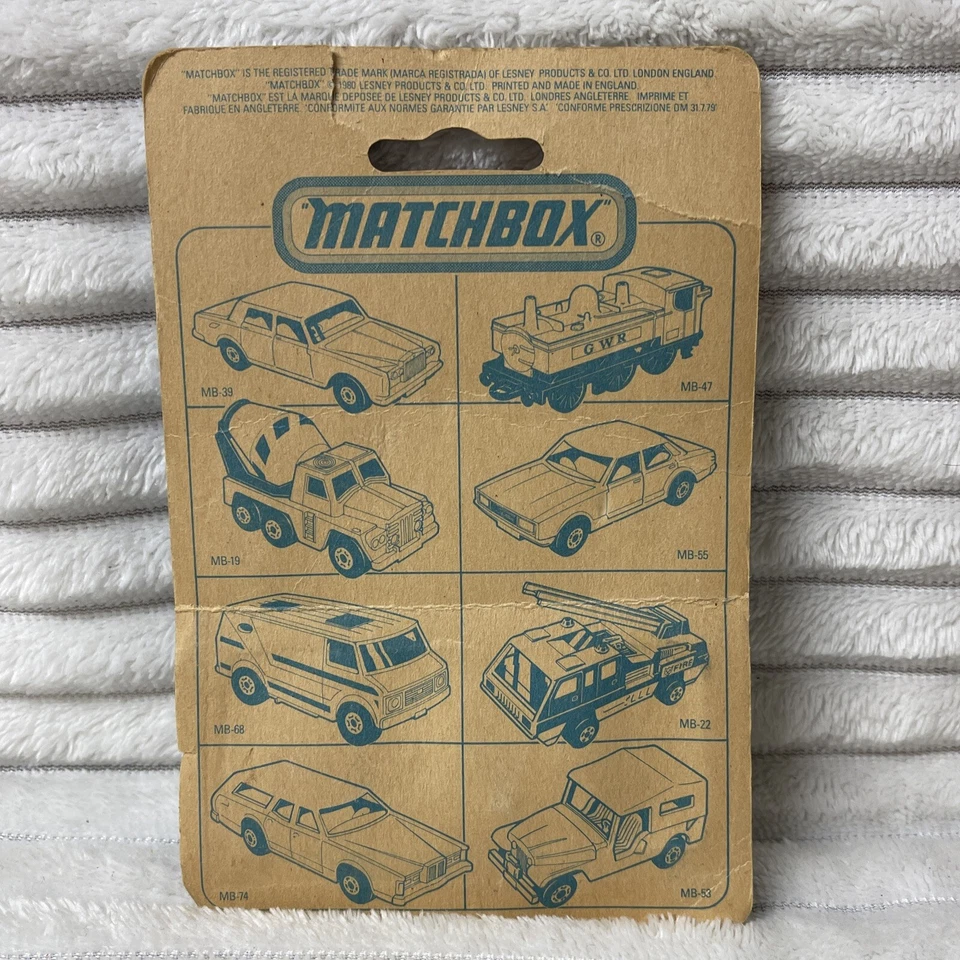 "MATCHBOX" IS THE REGISTERED TRADE MARK (MARCA REGISTRADA) OF LESNEY PRODUCTS & CO. LTD. LONDON ENGLAND
"MATCHBOX" 1980 LESNEY PRODUCTS & CO. LTD. PRINTED AND MADE IN ENGLAND.
"MATCHBOX" EST LA MARQUE DEPOSEE DE LESNEY PRODUCTS & CO. LTD. LONDRES ANGLETERRE. IMPRIME ET
FABRIQUE EN ANGLETERRE. "CONFORMITE AUX NORMES GARANTIE PAR LESNEY S.A." "CONFORME PRESCRIZIONE DM 31.7.79"
"MATCHBOX"®
GWR
MB-39
MB-47
MB-19
MB-55
FIRE
MB-68
MB-22
MB-74
MB-53